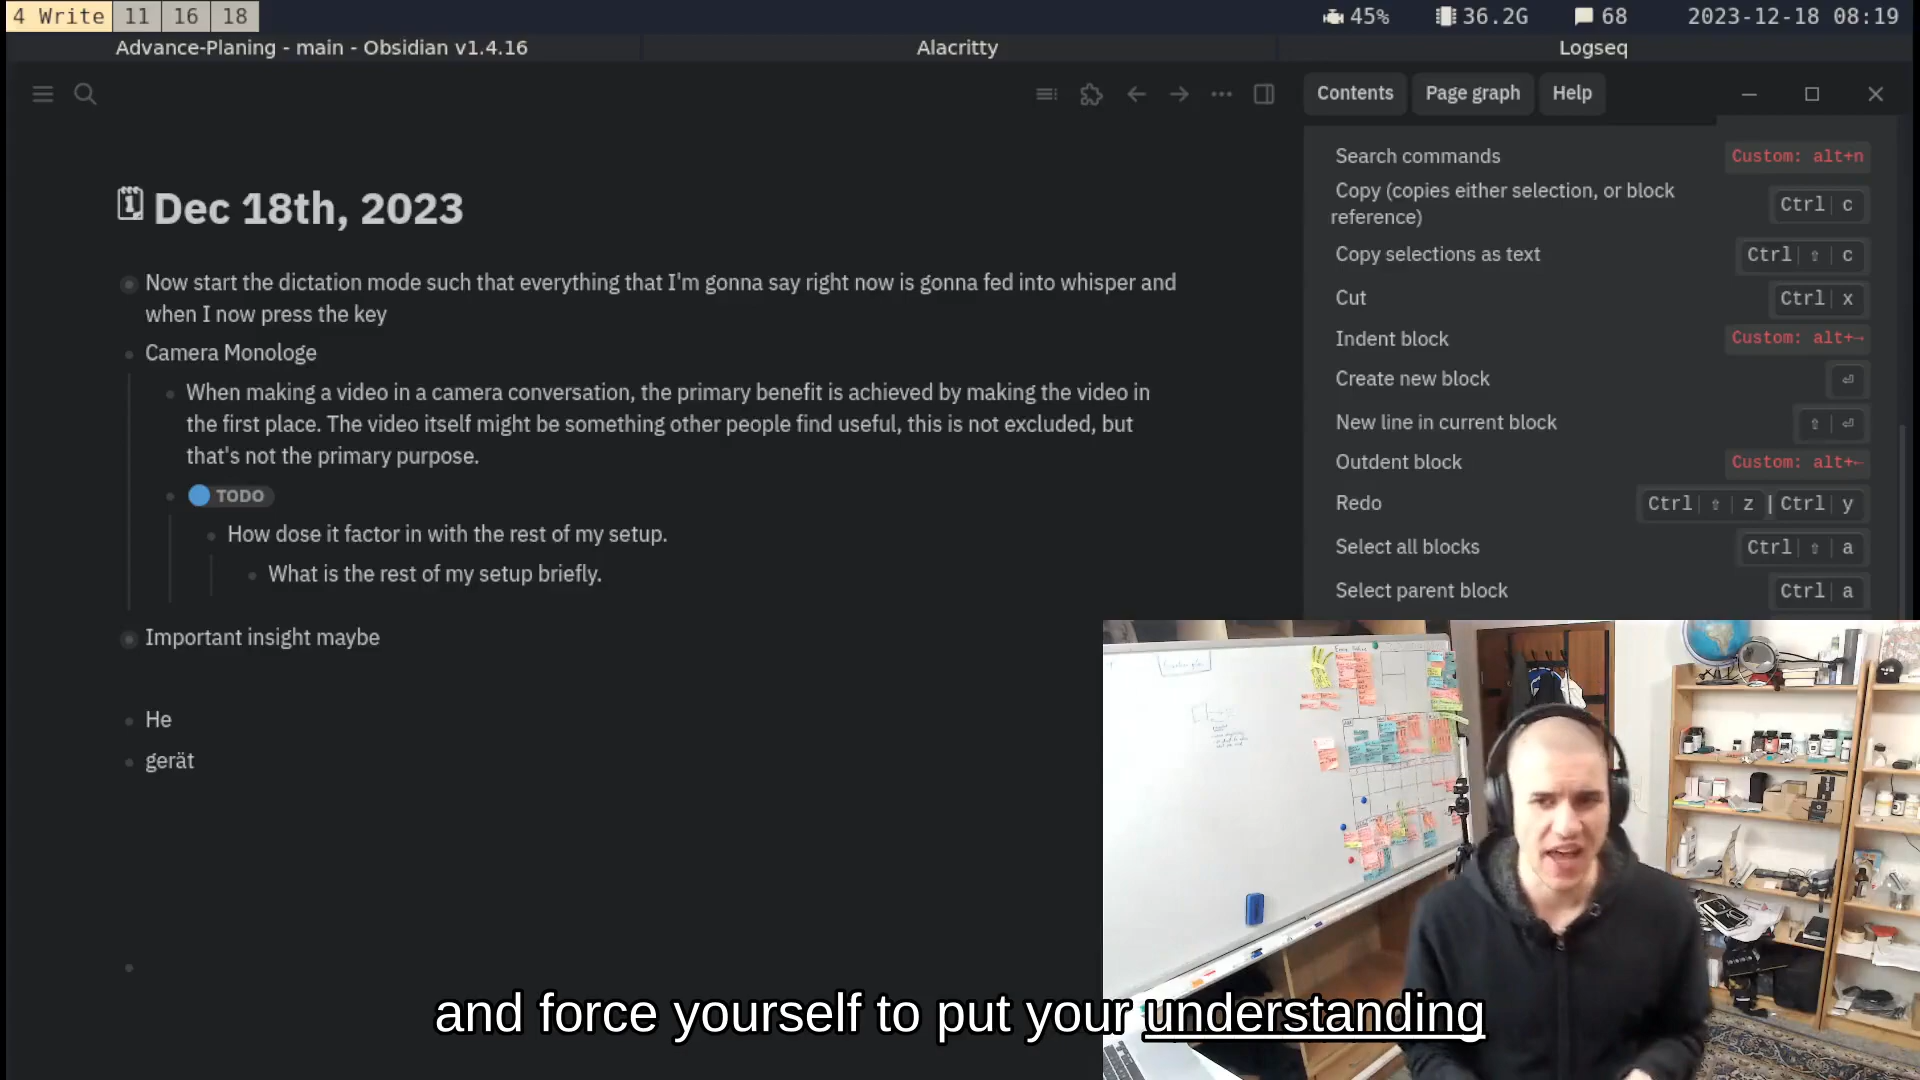 4 Write 11 16 18
45% 36.2G 68 2023-12-18 08:19
Advance-Planing - main - Obsidian v1.4.16
Alacritty
Logseq
Contents Page graph Help
Dec 18th, 2023
Now start the dictation mode such that everything that I'm gonna say right now is gonna fed into whisper and
when I now press the key
Camera Monologe
When making a video in a camera conversation, the primary benefit is achieved by making the video in
the first place. The video itself might be something other people find useful, this is not excluded, but
that's not the primary purpose.
TODO
How dose it factor in with the rest of my setup.
What is the rest of my setup briefly.
Important insight maybe
He
gerät
Search commands Custom: alt+n
Copy (copies either selection, or block
reference) Ctrl c
Copy selections as text Ctrl ⇧ c
Cut Ctrl x
Indent block Custom: alt+→
Create new block ⏎
New line in current block ⇧ ⏎
Outdent block Custom: alt+←
Redo Ctrl ⇧ z | Ctrl y
Select all blocks Ctrl ⇧ a
Select parent block Ctrl a
and force yourself to put your understanding